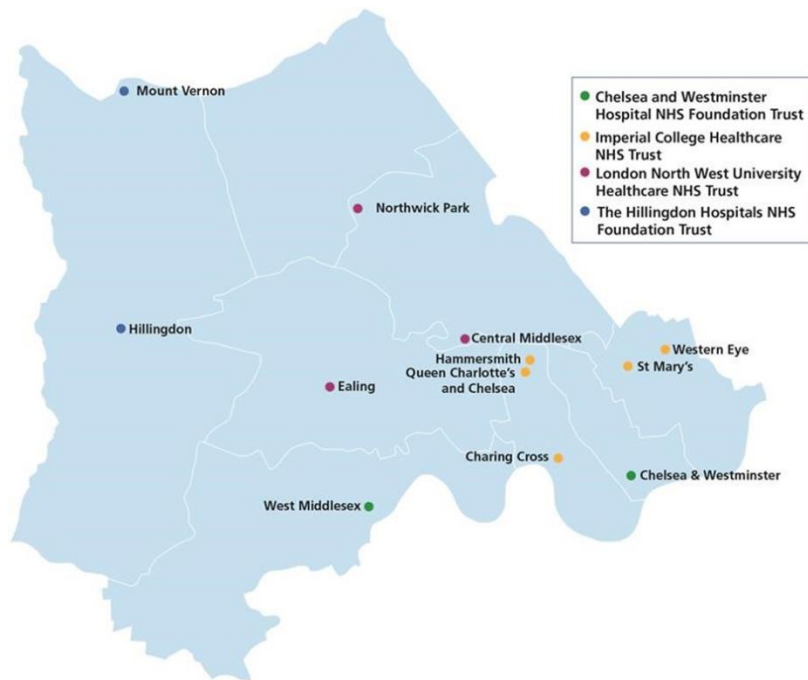 Mount Vernon
Chelsea and Westminster
Hospital NHS Foundation Trust
Imperial College Healthcare
NHS Trust
London North West University
Healthcare NHS Trust
The Hillingdon Hospitals NHS
Foundation Trust
Northwick Park
Hillingdon
Central Middlesex
Western Eye
Hammersmith
St Mary's
Queen Charlotte's
and Chelsea
Ealing
Charing Cross
Chelsea & Westminster
West Middlesex